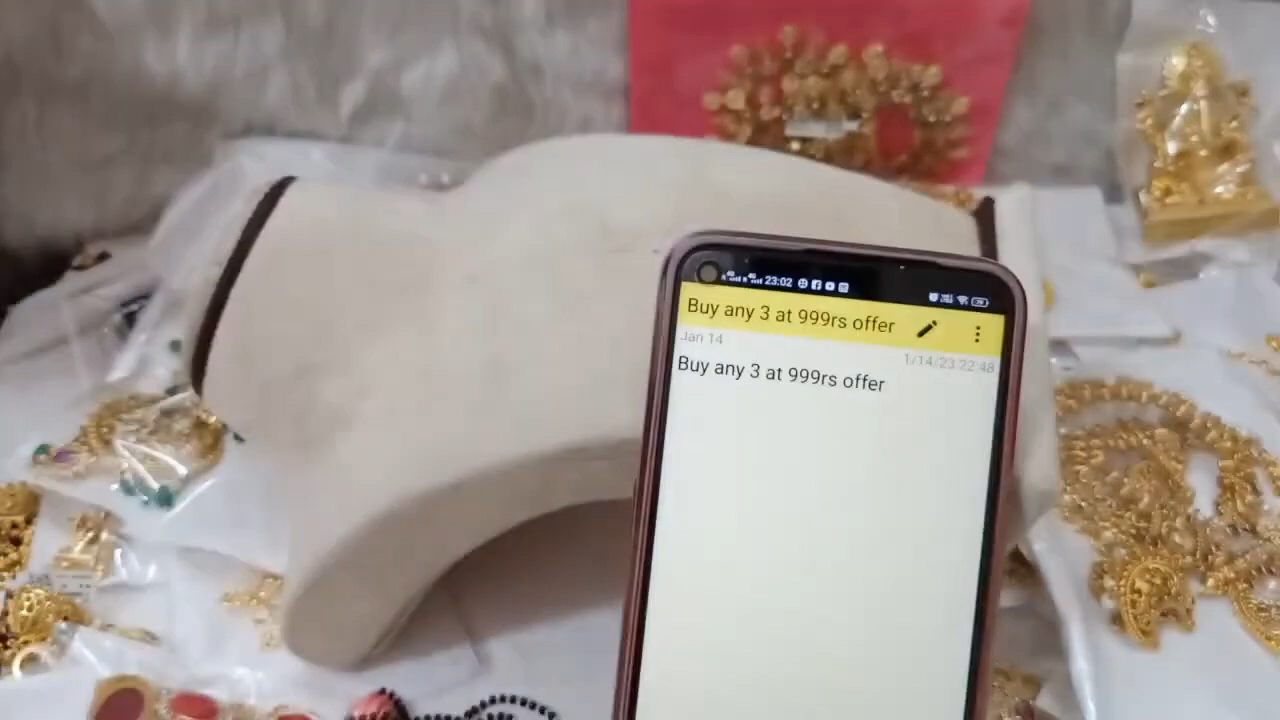 23:02
Buy any 3 at 999rs offer
Jan 14
1/14/23 22:48
Buy any 3 at 999rs offer